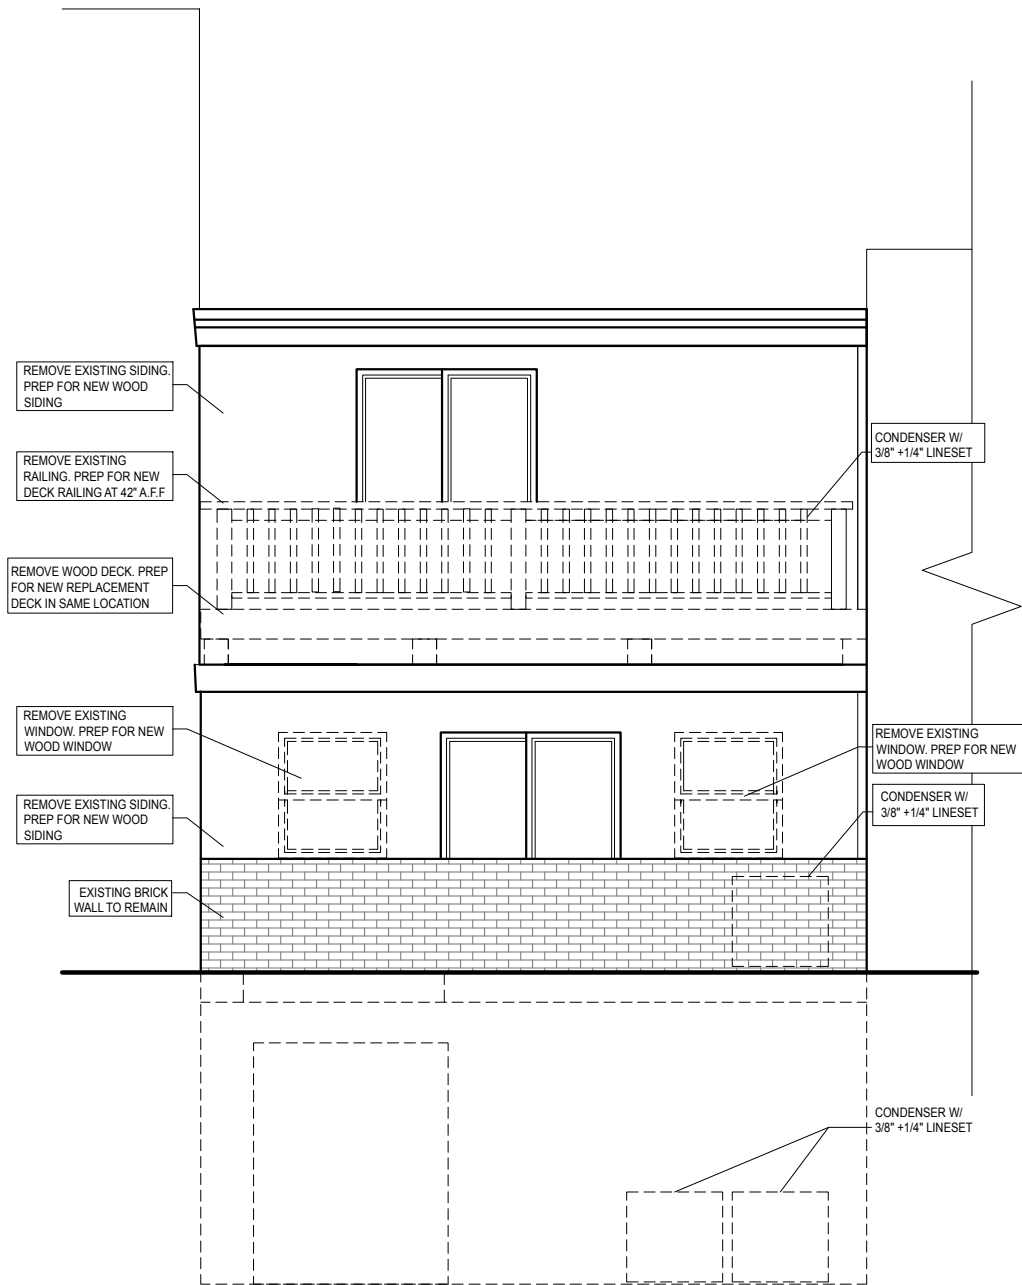 REMOVE EXISTING SIDING.
PREP FOR NEW WOOD
SIDING
REMOVE EXISTING
RAILING. PREP FOR NEW
DECK RAILING AT 42" A.F.F
REMOVE WOOD DECK. PREP
FOR NEW REPLACEMENT
DECK IN SAME LOCATION
REMOVE EXISTING
WINDOW. PREP FOR NEW
WOOD WINDOW
REMOVE EXISTING SIDING.
PREP FOR NEW WOOD
SIDING
EXISTING BRICK
WALL TO REMAIN
CONDENSER W/
3/8" +1/4" LINESET
REMOVE EXISTING
WINDOW. PREP FOR NEW
WOOD WINDOW
CONDENSER W/
3/8" +1/4" LINESET
CONDENSER W/
3/8" +1/4" LINESET